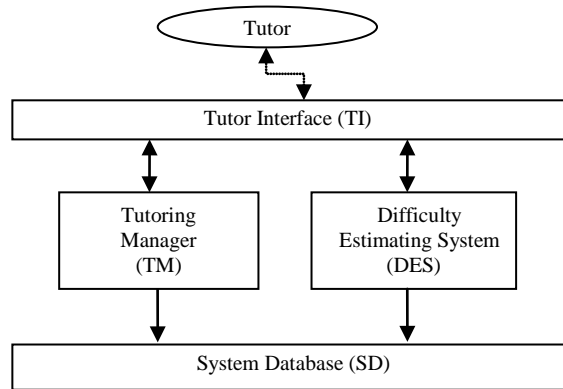 Tutor
Tutor Interface (TI)
Tutoring
Manager
(TM)
Difficulty
Estimating System
(DES)
System Database (SD)